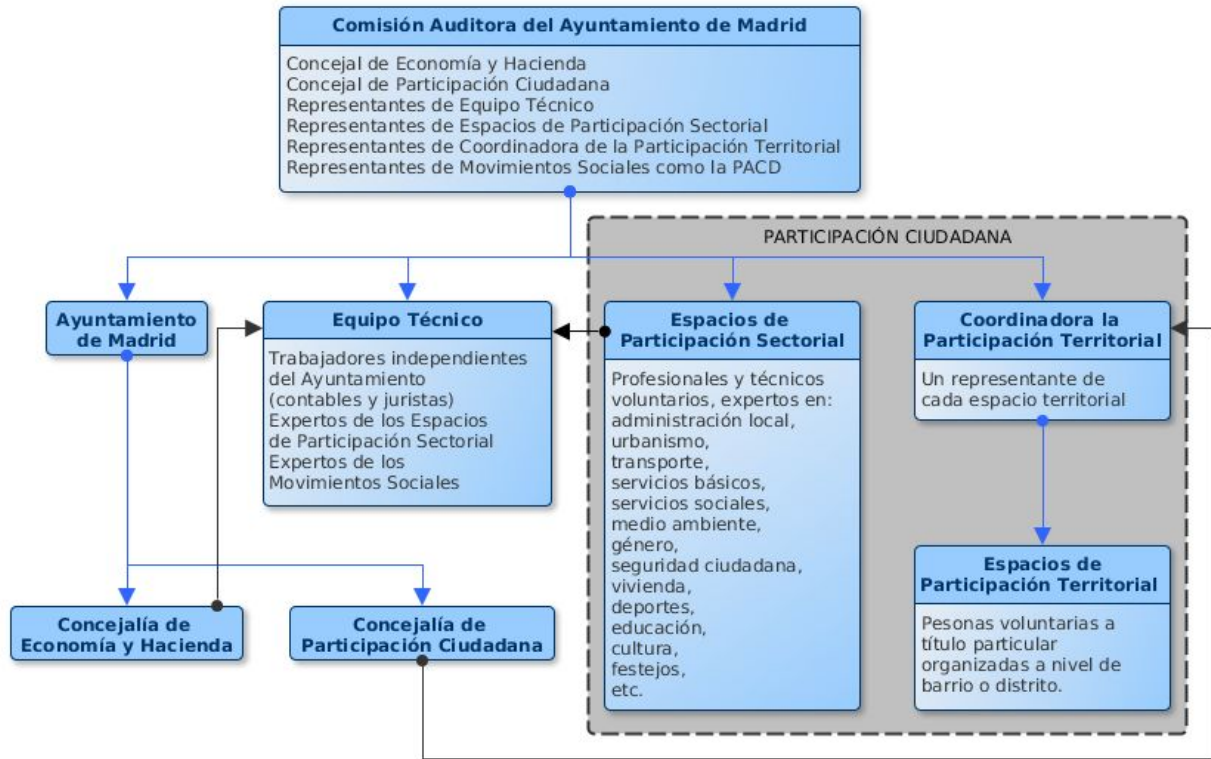 Comisión Auditora del Ayuntamiento de Madrid
Concejal de Economía y Hacienda
Concejal de Participación Ciudadana
Representantes de Equipo Técnico
Representantes de Espacios de Participación Sectorial
Representantes de Coordinadora de la Participación Territorial
Representantes de Movimientos Sociales como la PACD
PARTICIPACIÓN CIUDADANA
Ayuntamiento
de Madrid
Equipo Técnico
Trabajadores independientes
del Ayuntamiento
(contables y juristas)
Expertos de los Espacios
de Participación Sectorial
Expertos de los
Movimientos Sociales
Espacios de
Participación Sectorial
Profesionales y técnicos
voluntarios, expertos en:
administración local,
urbanismo,
transporte,
servicios básicos,
servicios sociales,
medio ambiente,
género,
seguridad ciudadana,
vivienda,
deportes,
educación,
cultura,
festejos,
etc.
Coordinadora la
Participación Territorial
Un representante de
cada espacio territorial
Espacios de
Participación Territorial
Pesonas voluntarias a
título particular
organizadas a nivel de
barrio o distrito.
Concejalía de
Economía y Hacienda
Concejalía de
Participación Ciudadana